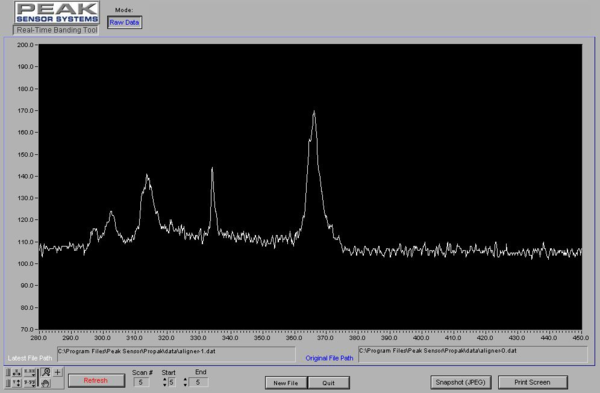 PEAK
SENSOR SYSTEMS
Real-Time Banding Tool
Mode:
Raw Data
200.0
190.0
180.0
170.0
160.0
150.0
140.0
130.0
120.0
110.0
100.0
90.0
80.0
70.0
280.0 290.0 300.0 310.0 320.0 330.0 340.0 350.0 360.0 370.0 380.0 390.0 400.0 410.0 420.0 430.0 440.0 450.0
Latest File Path C:\Program Files\Peak Sensor\Propak\data\aligner-1.dat Original File Path C:\Program Files\Peak Sensor\Propak\data\aligner0.dat
Refresh
Scan # Start End
5 5 5
New File Quit Snapshot (JPEG) Print Screen